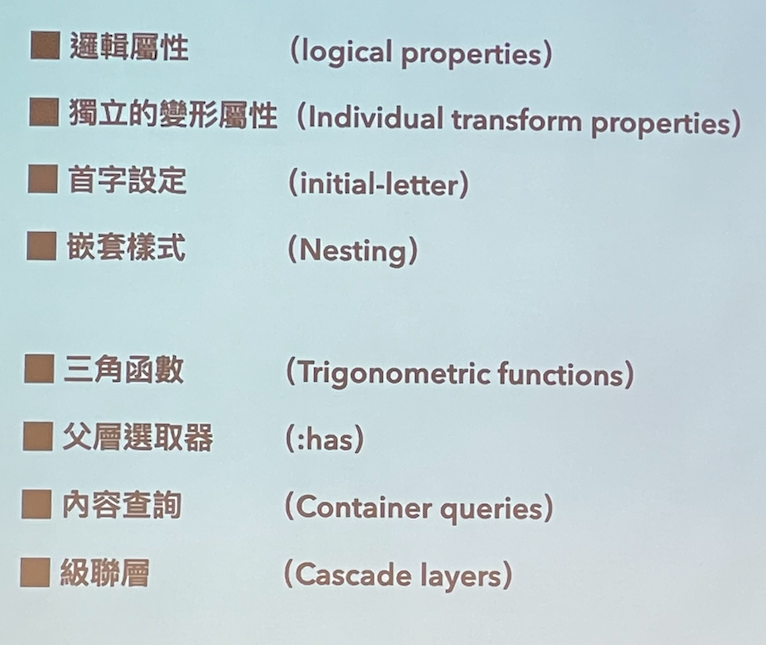 邏輯屬性 (logical properties)
獨立的變形屬性 (Individual transform properties)
首字設定 (initial-letter)
嵌套樣式 (Nesting)
三角函數 (Trigonometric functions)
父層選取器 (:has)
內容查詢 (Container queries)
級聯層 (Cascade layers)